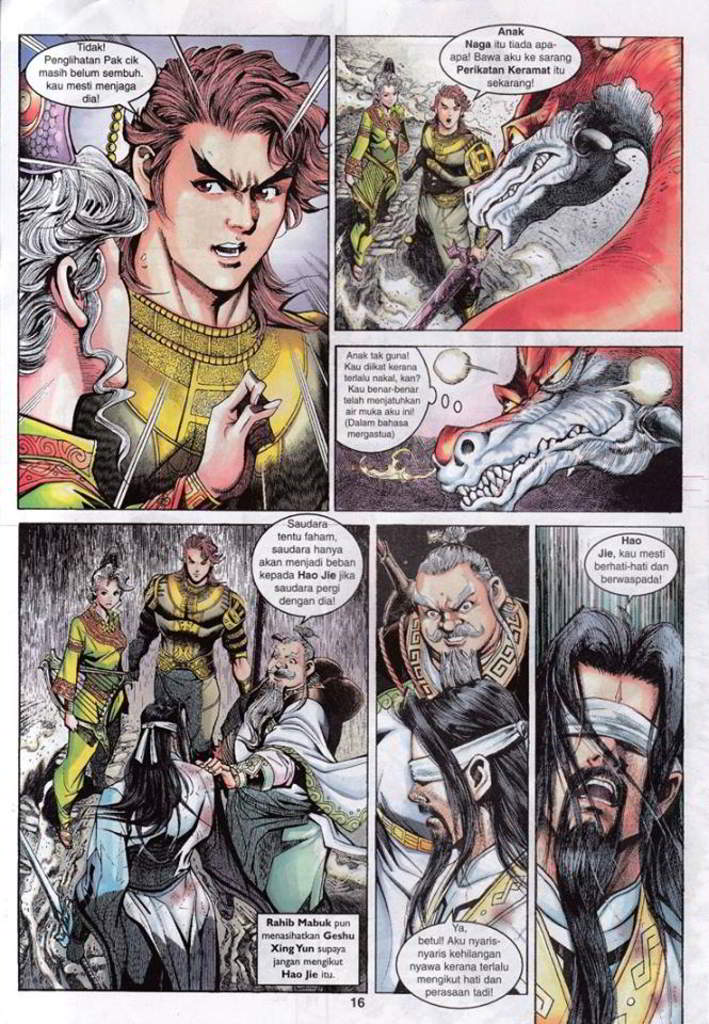 Tidak!
Penglihatan Pak cik
masih belum sembuh.
kau mesti menjaga
dia!
Anak
Naga itu tiada apa-
apa! Bawa aku ke sarang
Perikatan Keramat itu
sekarang!
Anak tak guna!
Kau diikat kerana
terlalu nakal, kan?
Kau benar-benar
telah menjatuhkan
air muka aku ini!
(Dalam bahasa
mergastua)
Saudara
tentu faham,
saudara hanya
akan menjadi beban
kepada Hao Jie jika
saudara pergi
dengan dia!
Rahib Mabuk pun
menasihatkan Geshu
Xing Yun supaya
jangan mengikut
Hao Jie itu.
Ya,
betul! Aku nyaris-
nyaris kehilangan
nyawa kerana terlalu
mengikut hati dan
perasaan tadi!
Hao
Jie, kau mesti
berhati-hati dan
berwaspada!
16